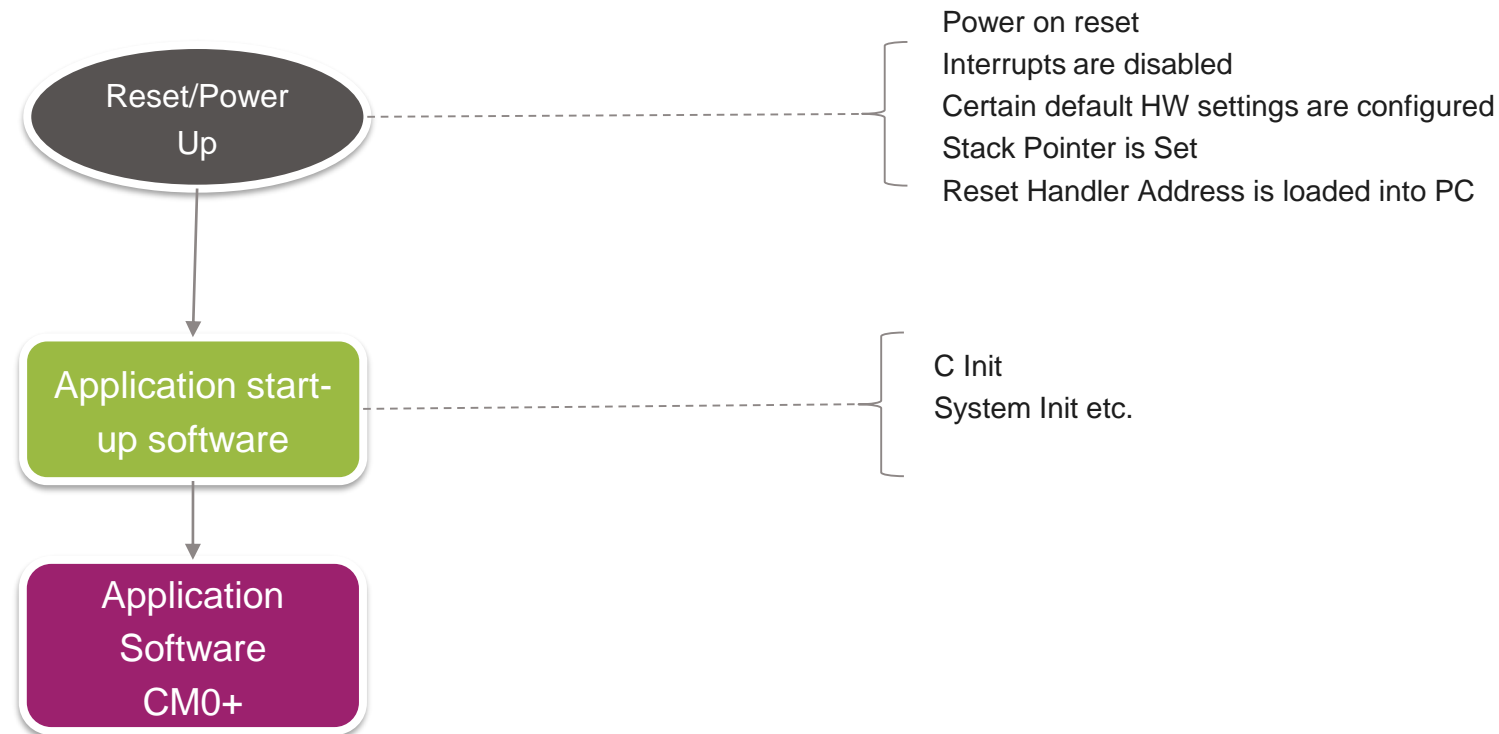 Reset/Power
Up
Power on reset
Interrupts are disabled
Certain default HW settings are configured
Stack Pointer is Set
Reset Handler Address is loaded into PC
Application start-
up software
C Init
System Init etc.
Application
Software
CM0+